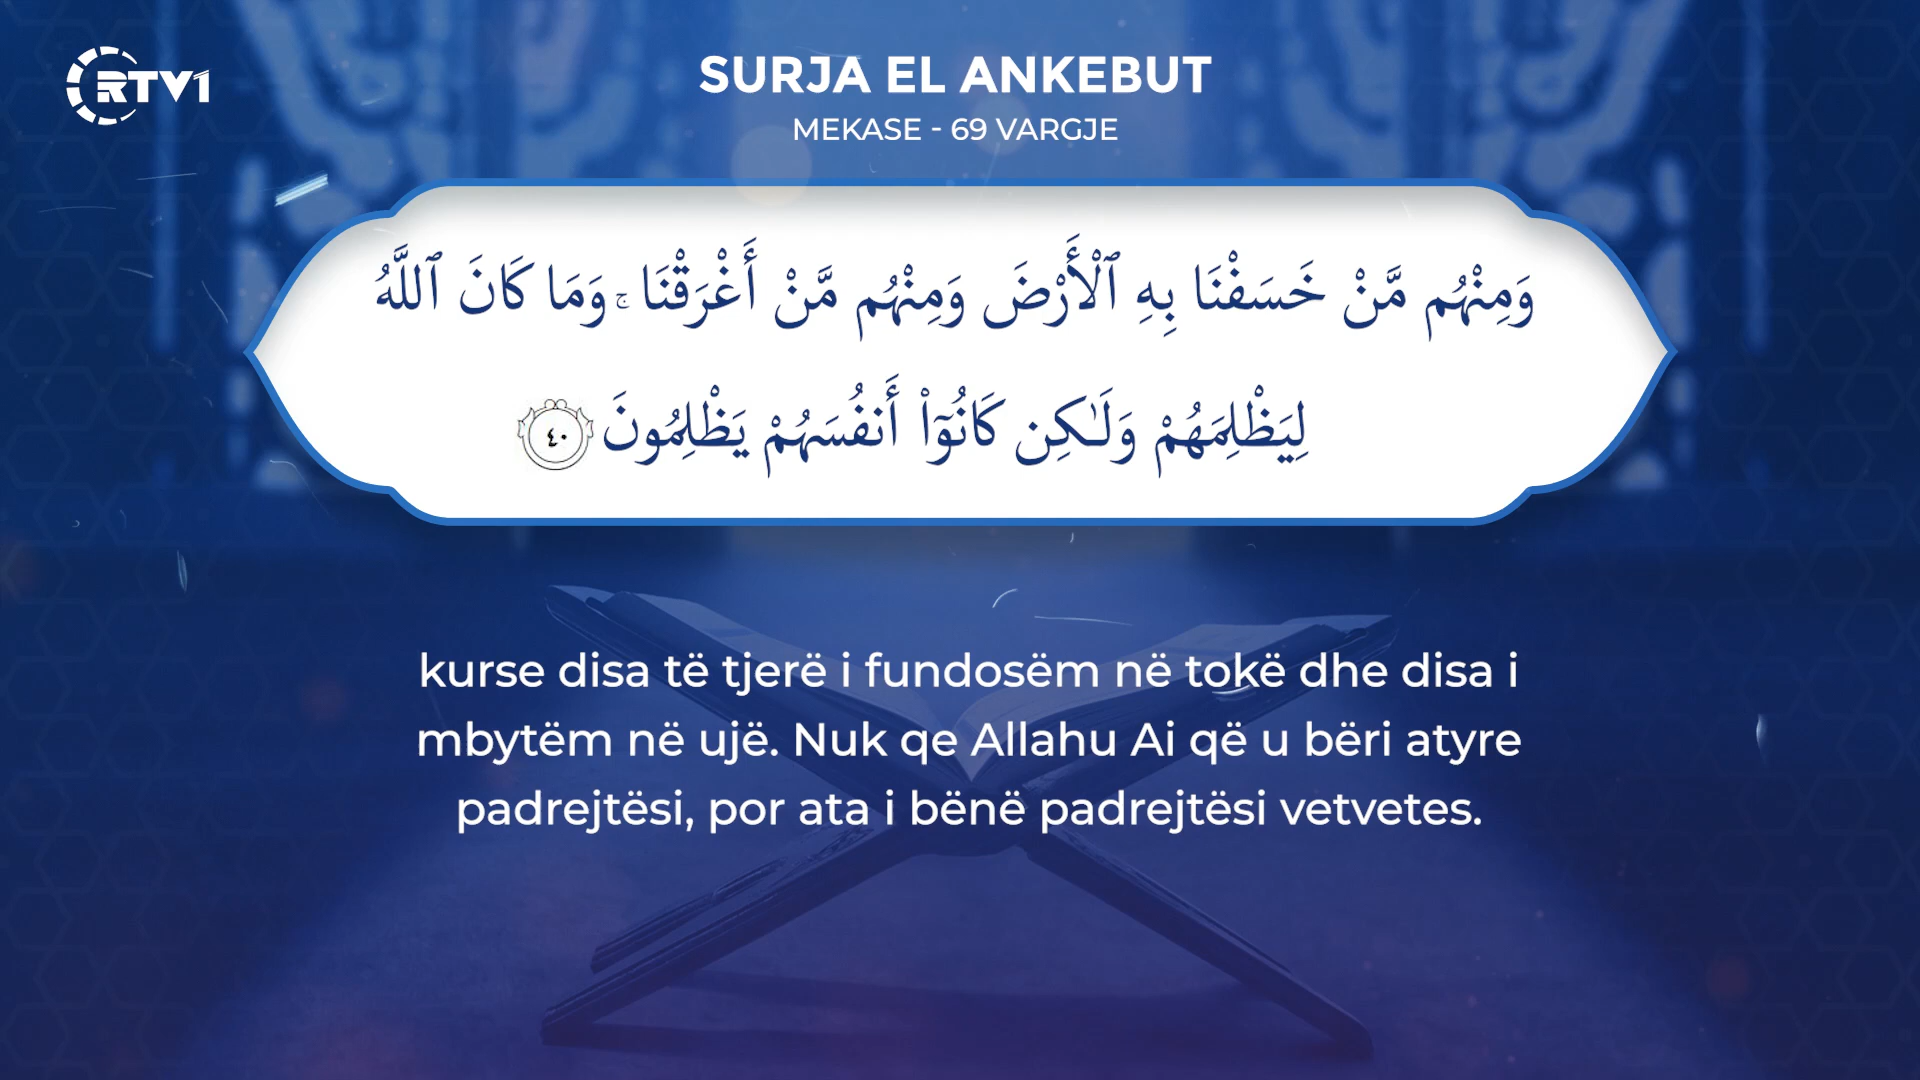 RTV1
SURJA EL ANKEBUT
MEKASE - 69 VARGJE
وَمِنْهُم مَّنْ خَسَفْنَا بِهِ ٱلْأَرْضَ وَمِنْهُم مَّنْ أَغْرَقْنَا ۚ وَمَا كَانَ ٱللَّهُ
لِيَظْلِمَهُمْ وَلَـٰكِن كَانُوٓا۟ أَنفُسَهُمْ يَظْلِمُونَ ٤٠
kurse disa të tjerë i fundosëm në tokë dhe disa i
mbytëm në ujë. Nuk qe Allahu Ai që u bëri atyre
padrejtësi, por ata i bënë padrejtësi vetvetes.